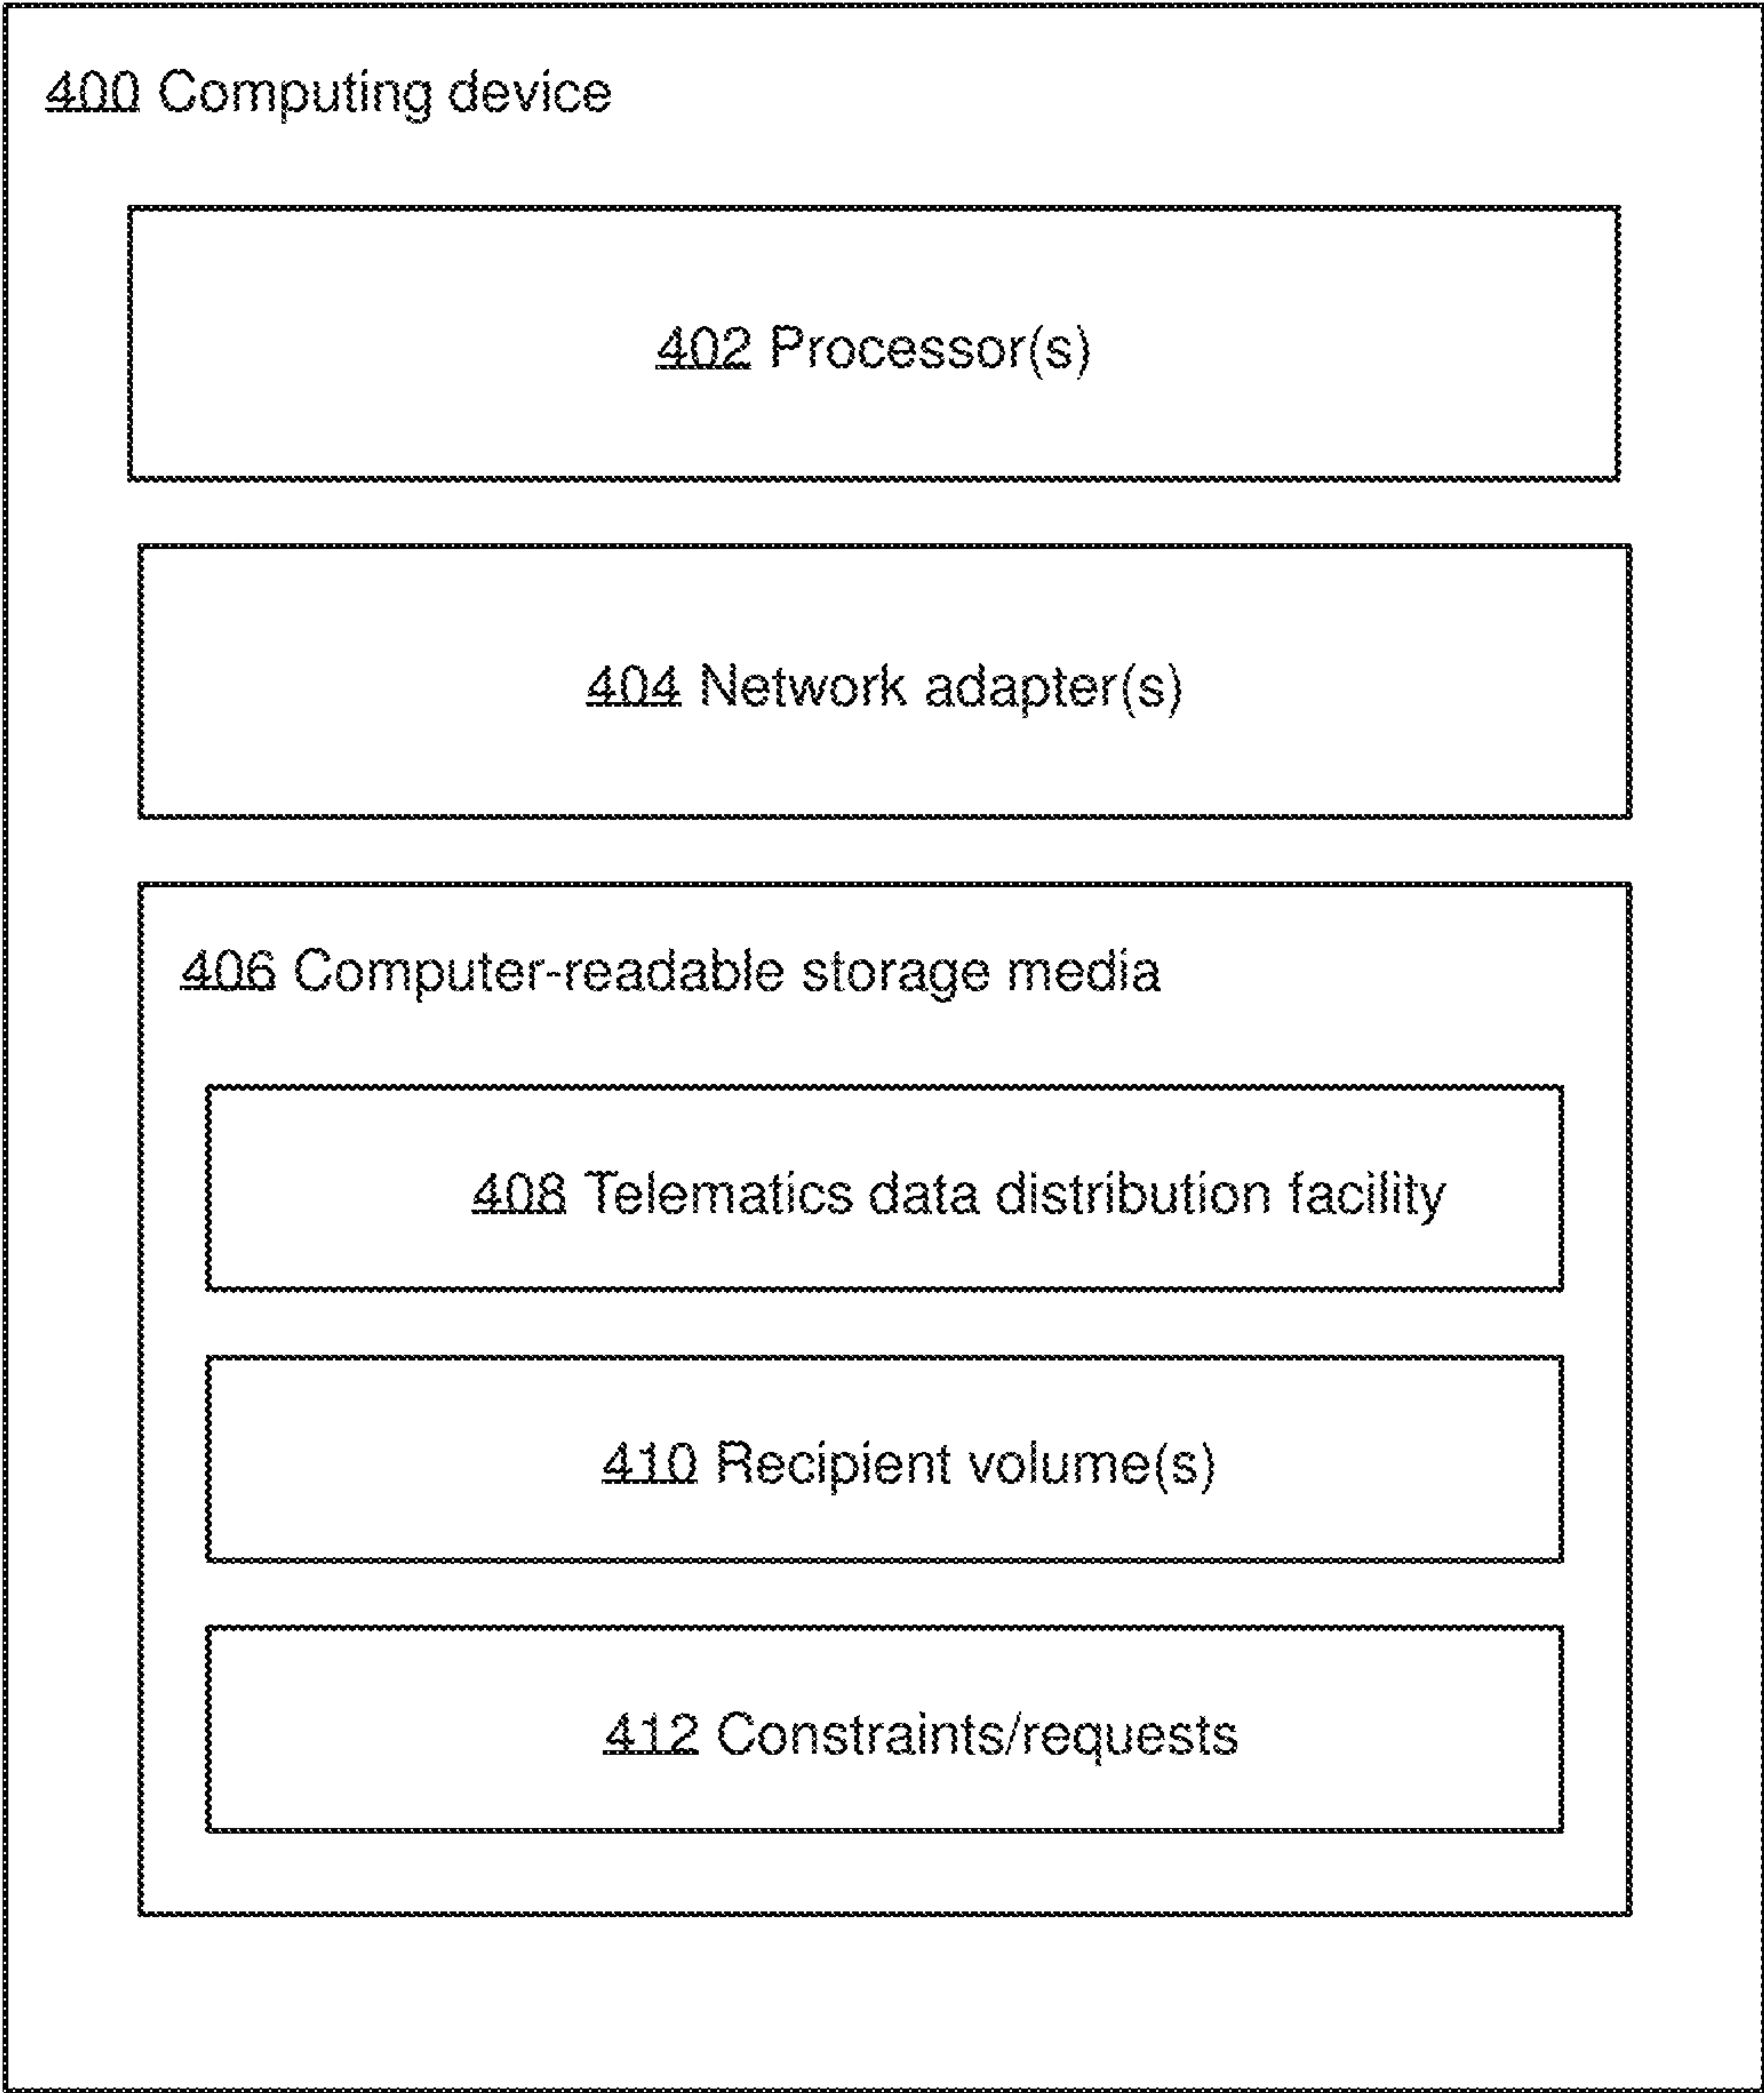 400 Computing device
402 Processor(s)
404 Network adapter(s)
406 Computer-readable storage media
408 Telematics data distribution facility
410 Recipient volume(s)
412 Constraints/requests